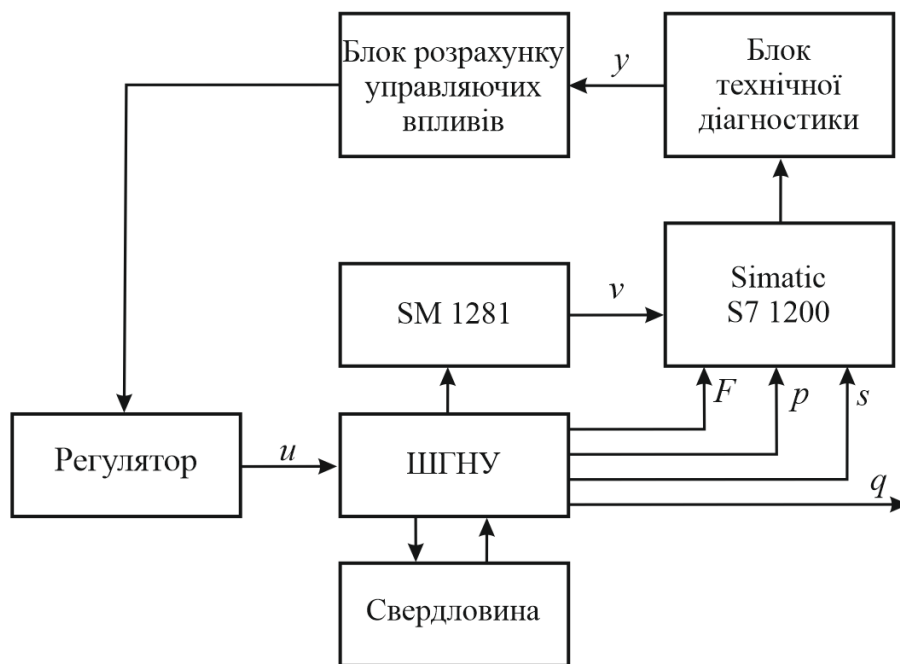 Блок розрахунку
управляючих
впливів
y
Блок
технічної
діагностики
SM 1281
v
Simatic
S7 1200
F
p
s
Регулятор
u
ШГНУ
q
Свердловина